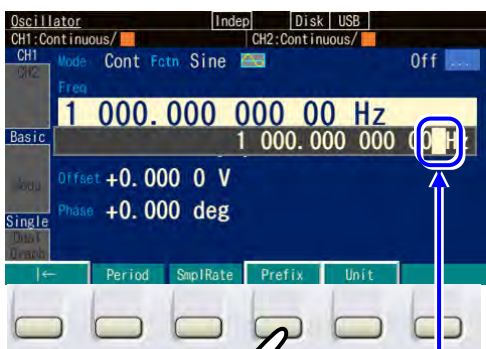 Oscillator Indep Disk USB
CH1:Continuous/ CH2:Continuous/
CH1 Mode Cont Fctn Sine Off ...
CH2
Freq
1 000.000 000 00 Hz
Basic 1 000.000 000 00 Hz
Offset +0.000 0 V
Phase +0.000 deg
Single
|← Period SmplRate Prefix Unit